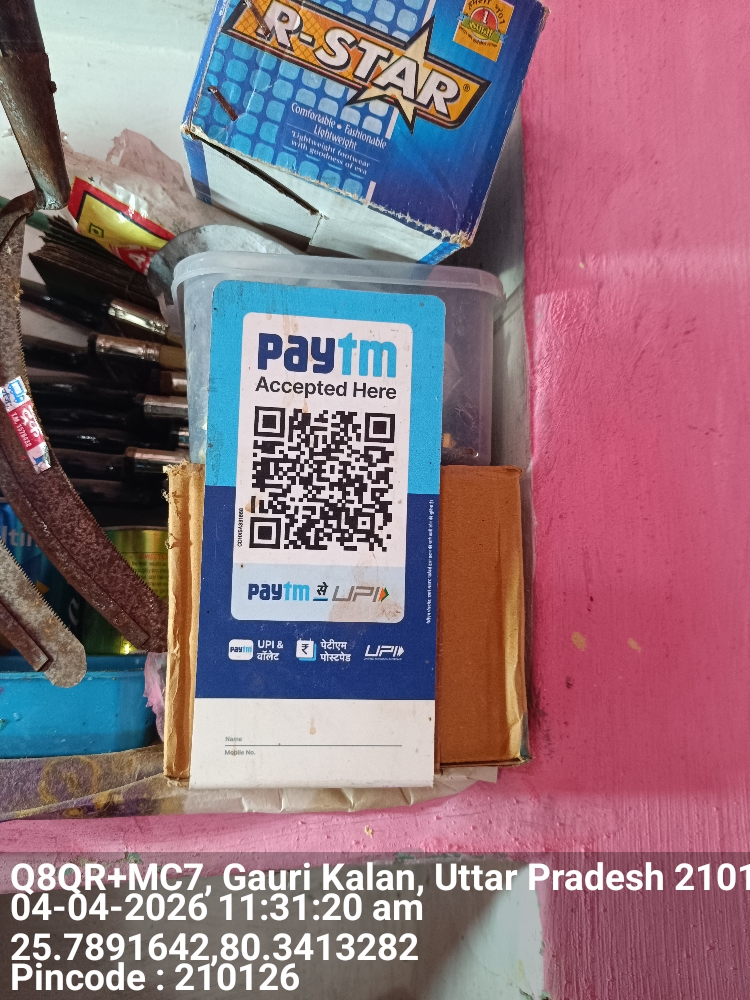 R-STAR
Comfortable • Fashionable
Lightweight
"Lightweight footwear
with goodness of eva
paytm
Accepted Here
paytm से UPI
paytm
UPI &
वॉलेट
पेटीएम
पोस्टपेड
UPI
Name
Mobile No.
Q8QR+MC7, Gauri Kalan, Uttar Pradesh 2101
04-04-2026 11:31:20 am
25.7891642,80.3413282
Pincode : 210126